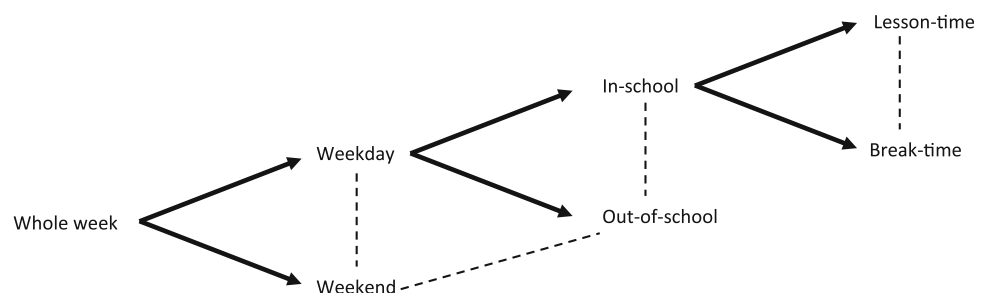 Lesson-time
In-school
Weekday
Break-time
Whole week
Out-of-school
Weekend